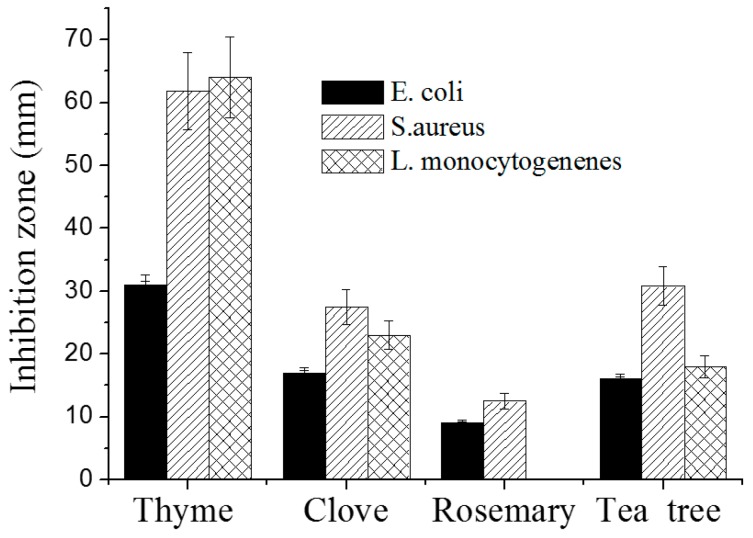 Inhibition zone (mm)
70
60
50
40
30
20
10
0
E. coli
S.aureus
L. monocytogenenes
Thyme Clove Rosemary Tea tree